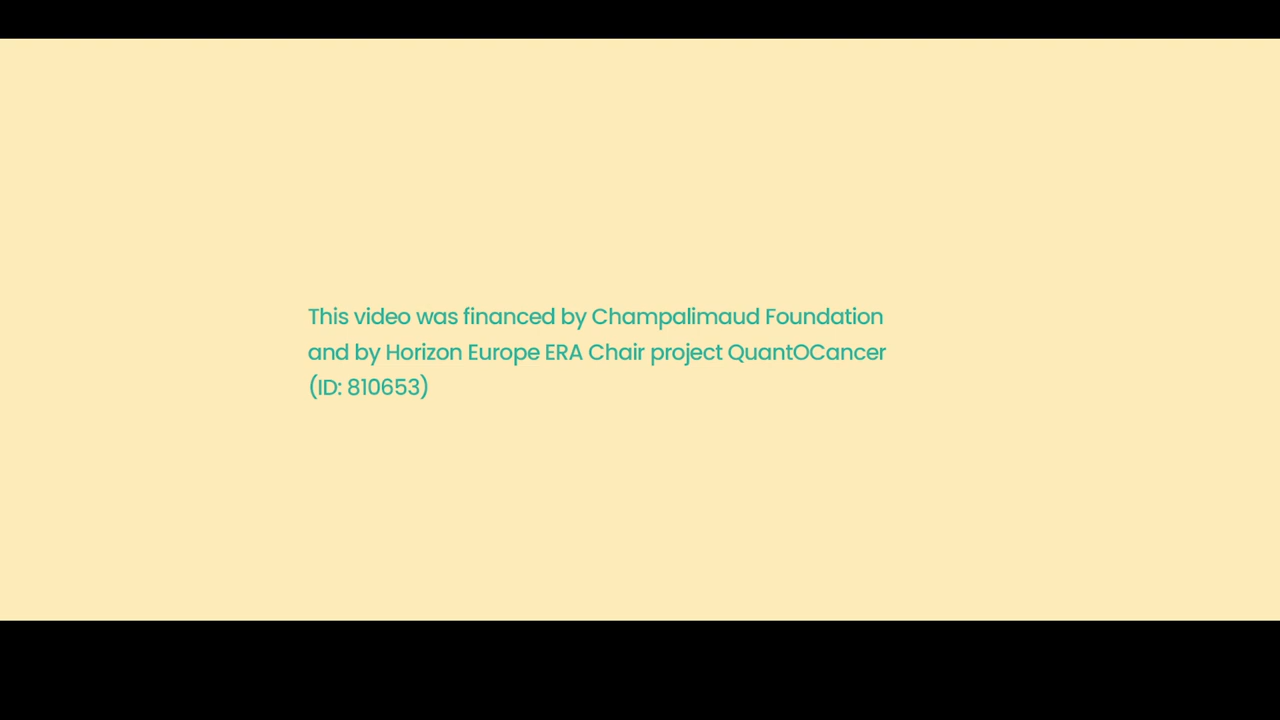 This video was financed by Champalimaud Foundation
and by Horizon Europe ERA Chair project QuantOCancer
(ID: 810653)